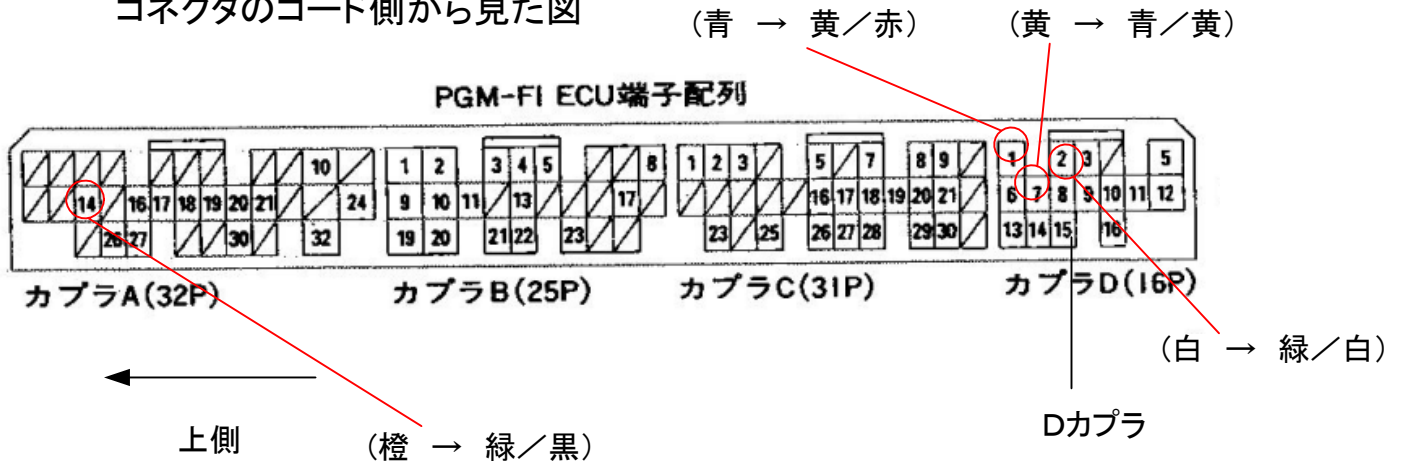 コネクタのコード側から見た図
（青 → 黄／赤） （黄 → 青／黄）
PGM-FI ECU端子配列
10 1 2 3 4 5 8 1 2 3 5 7 8 9 1 2 3 5
14 16 17 18 19 20 21 24 9 10 11 13 17 16 17 18 19 20 21 6 7 8 9 10 11 12
26 27 30 32 19 20 21 22 23 23 25 26 27 28 29 30 13 14 15 16
カプラA(32P) カプラB(25P) カプラC(31P) カプラD(16P)
（白 → 緑／白）
Dカプラ
上側 （橙 → 緑／黒）